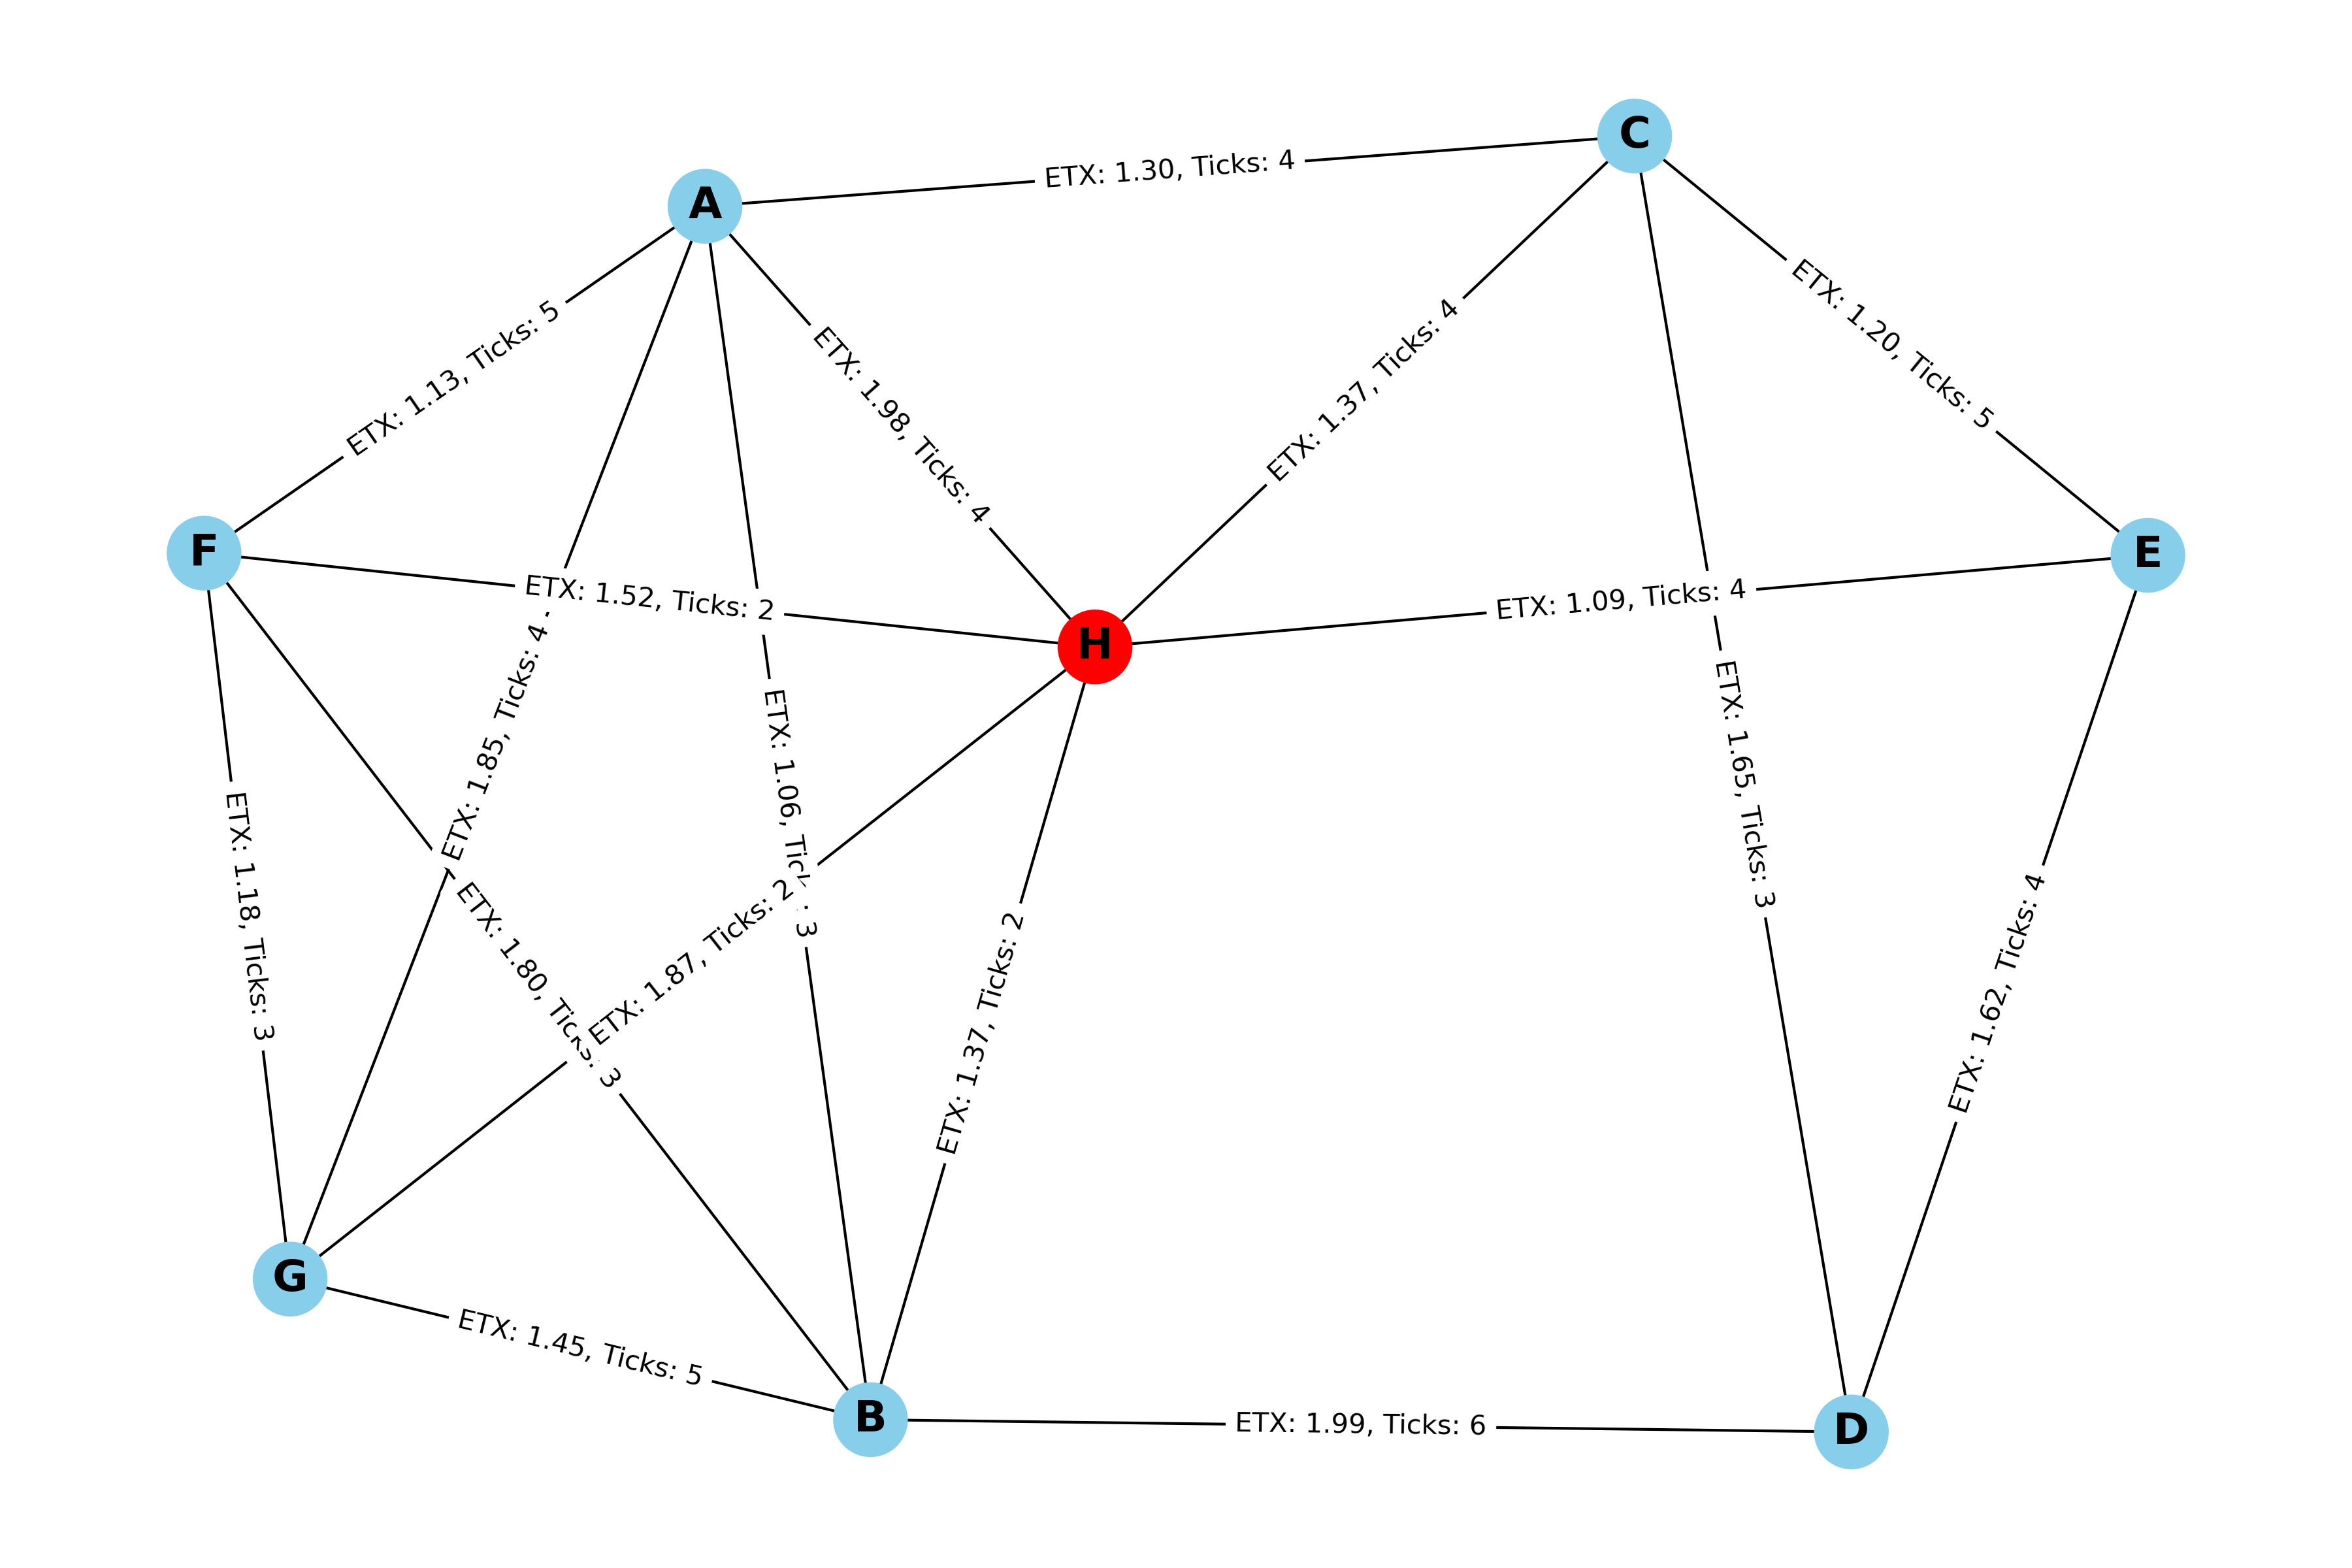 C
A
ETX: 1.30, Ticks: 4
ETX: 1.13, Ticks: 5
ETX: 1.98, Ticks: 4
ETX: 1.37, Ticks: 4
ETX: 1.20, Ticks: 5
F
E
ETX: 1.52, Ticks: 2
ETX: 1.09, Ticks: 4
H
ETX: 1.85, Ticks: 4
ETX: 1.06, Ticks: 3
ETX: 1.65, Ticks: 3
ETX: 1.18, Ticks: 3
ETX: 1.80, Ticks: 3
ETX: 1.87, Ticks: 2
ETX: 1.37, Ticks: 2
ETX: 1.62, Ticks: 4
G
ETX: 1.45, Ticks: 5
B
ETX: 1.99, Ticks: 6
D